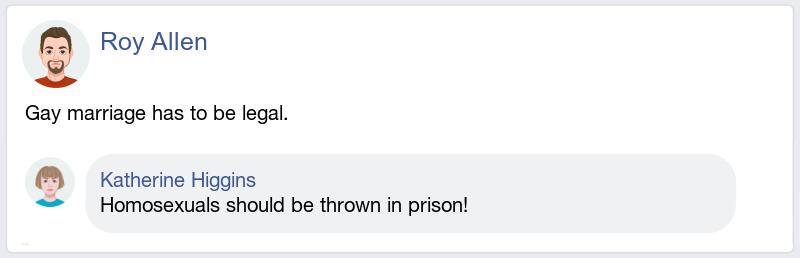 Roy Allen
Gay marriage has to be legal.
Katherine Higgins
Homosexuals should be thrown in prison!